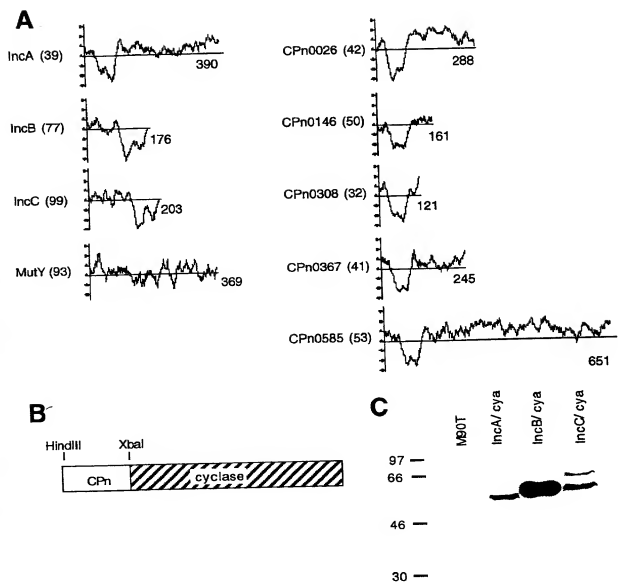 A
IncA (39)
390
IncB (77)
176
IncC (99)
203
MutY (93)
369
CPn0026 (42)
288
CPn0146 (50)
161
CPn0308 (32)
121
CPn0367 (41)
245
CPn0585 (53)
651
B
HindIII
XbaI
CPn
cyclase
C
M90T
IncA/ cya
IncB/ cya
IncC/ cya
97
66
46
30